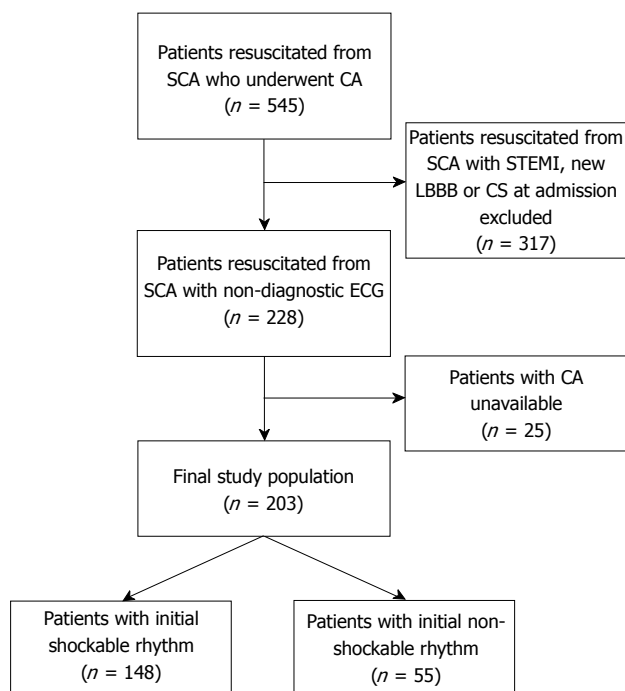 Patients resuscitated from
SCA who underwent CA
(n = 545)
Patients resuscitated from
SCA with STEMI, new
LBBB or CS at admission
excluded
(n = 317)
Patients resuscitated from
SCA with non-diagnostic ECG
(n = 228)
Patients with CA
unavailable
(n = 25)
Final study population
(n = 203)
Patients with initial
shockable rhythm
(n = 148)
Patients with initial non-
shockable rhythm
(n = 55)